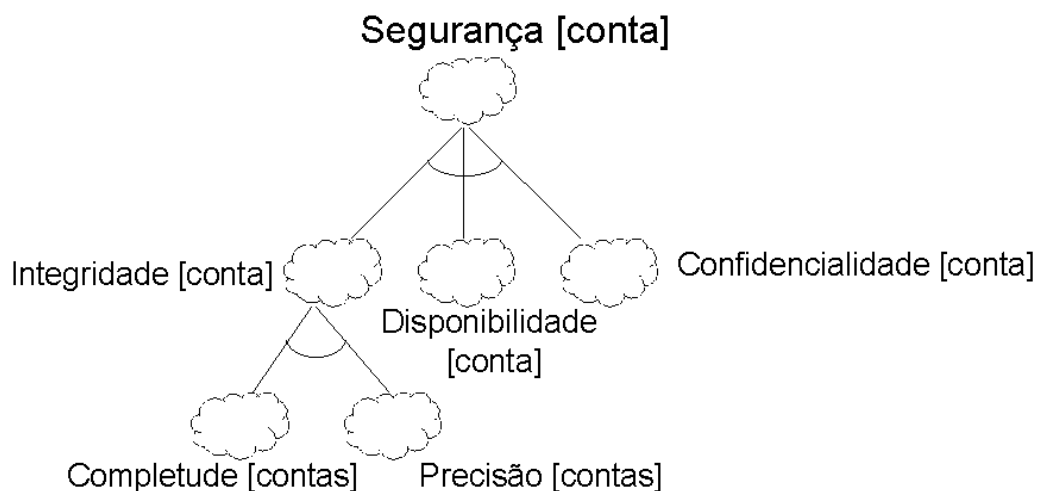 Segurança [conta]
Integridade [conta]
Confidencialidade [conta]
Disponibilidade
[conta]
Completude [contas]
Precisão [contas]